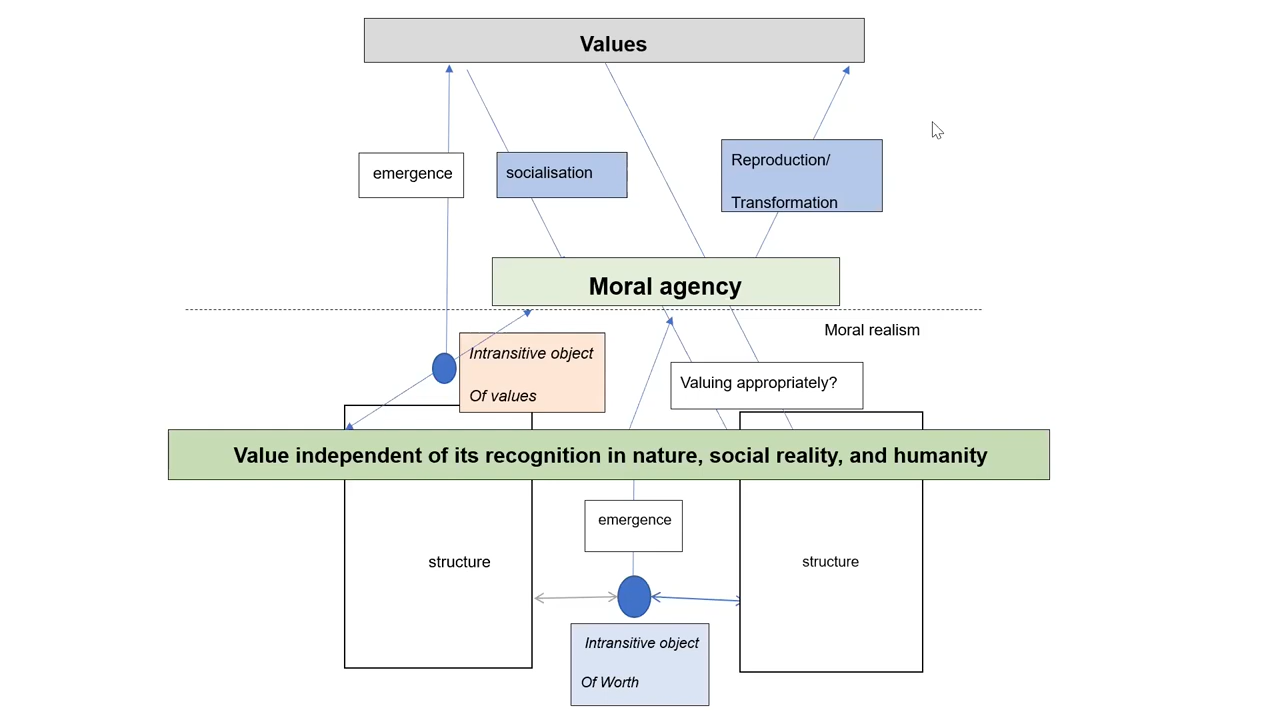 Values
emergence
socialisation
Reproduction/
Transformation
Moral agency
Moral realism
Intransitive object
Of values
Valuing appropriately?
Value independent of its recognition in nature, social reality, and humanity
emergence
structure
structure
Intransitive object
Of Worth